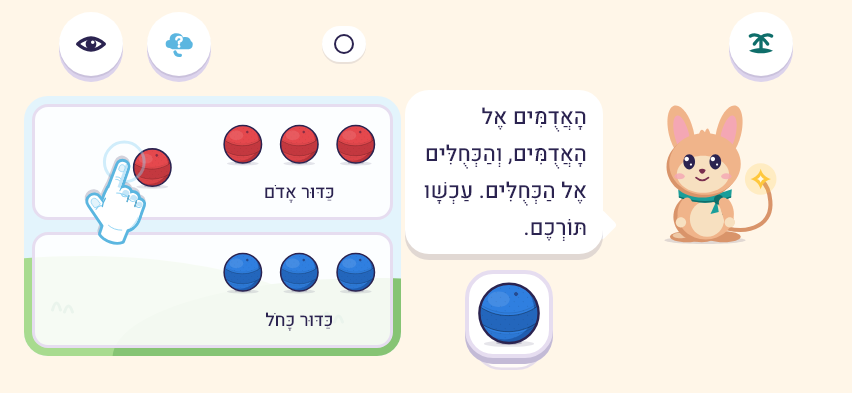 הָאֲדֻמִּים אֶל
הָאֲדֻמִּים, וְהַכְּחֻלִּים
אֶל הַכְּחֻלִּים. עַכְשָׁו
תּוֹרְכֶם.
כַּדּוּר אָדֹם
כַּדּוּר כָּחֹל